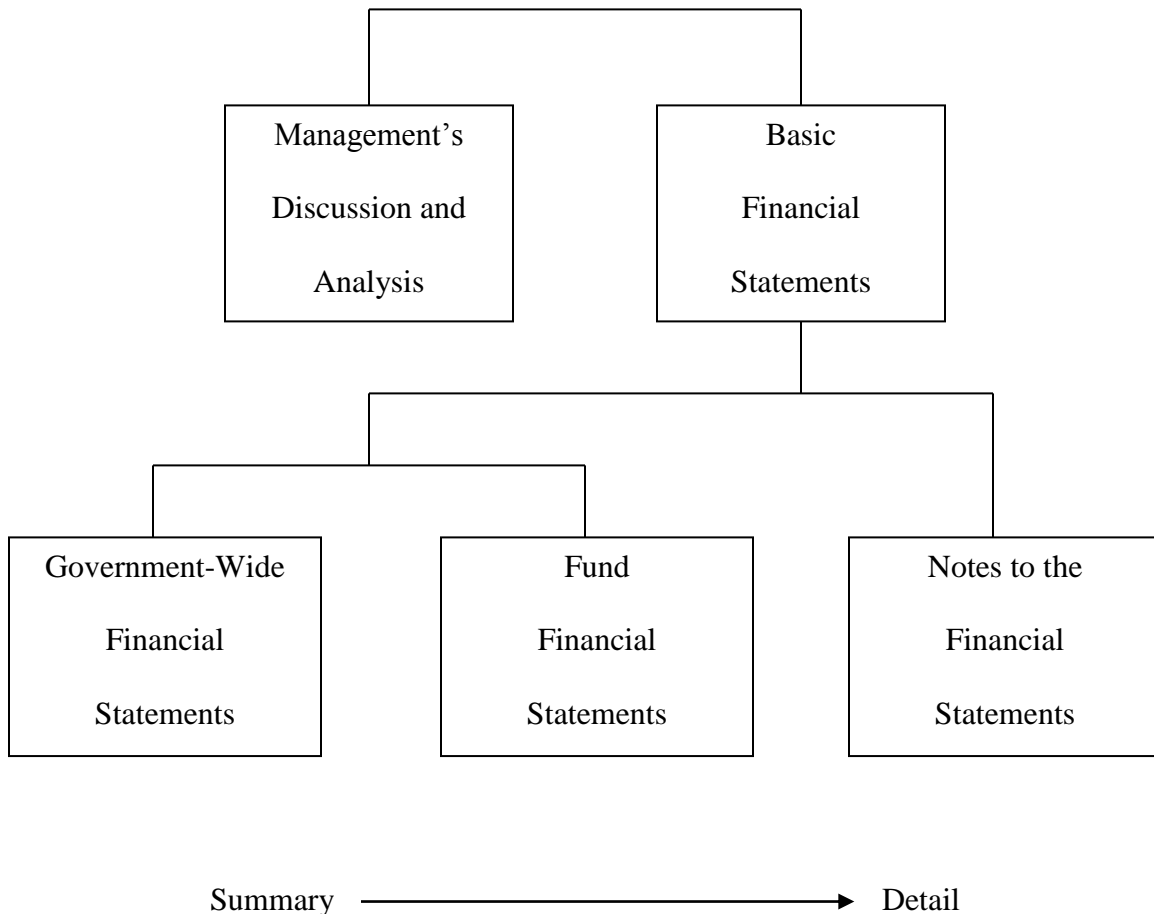 Management’s
Discussion and
Analysis
Basic
Financial
Statements
Government-Wide
Financial
Statements
Fund
Financial
Statements
Notes to the
Financial
Statements
Summary
Detail